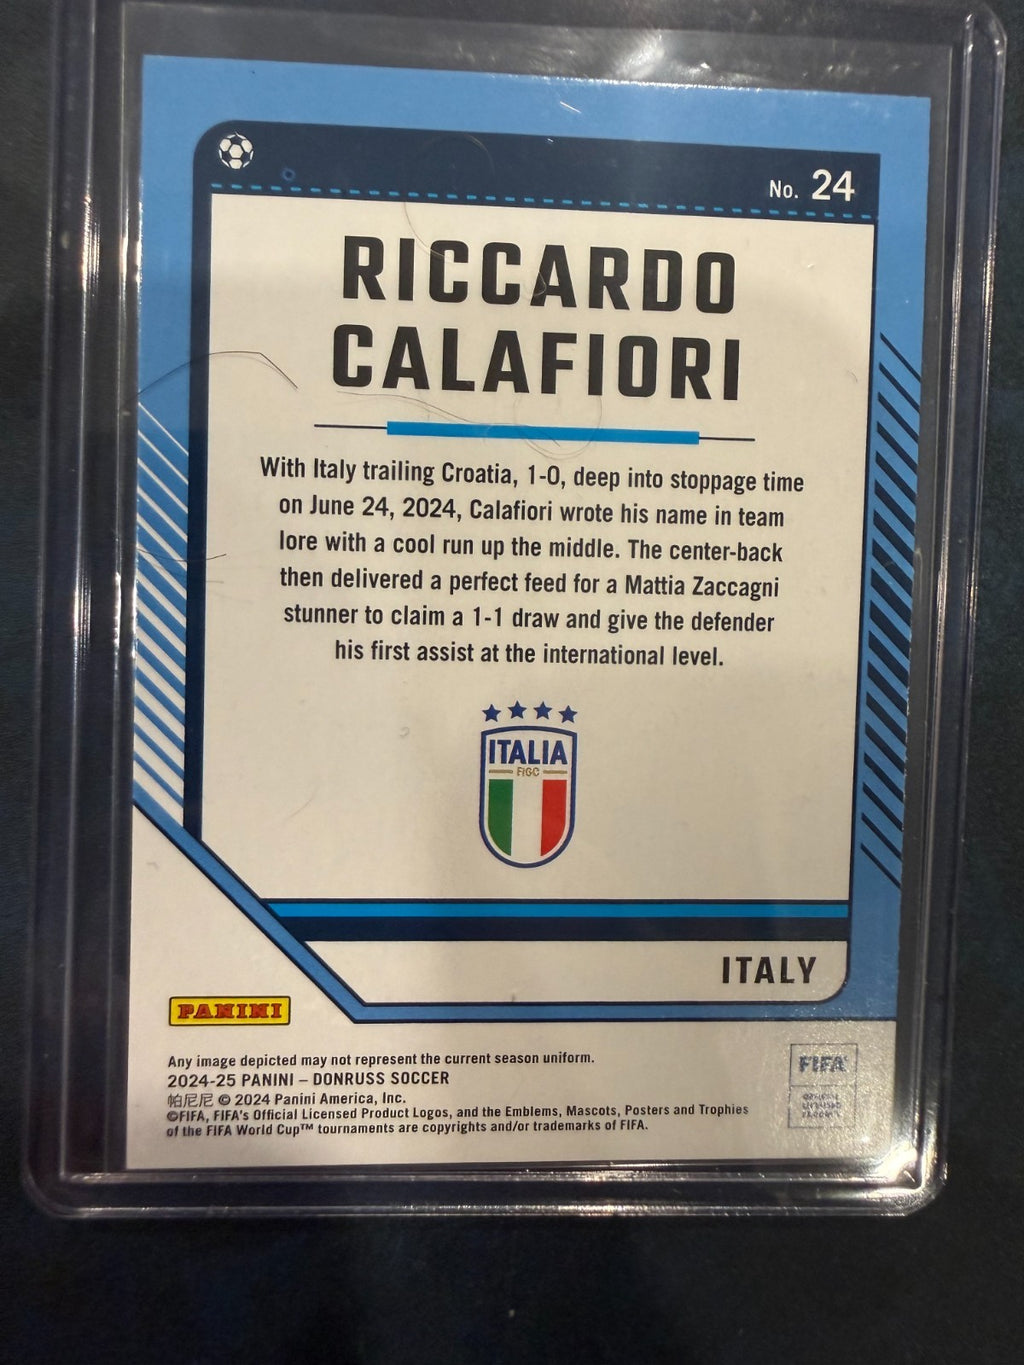 No. 24
RICCARDO
CALAFIORI
With Italy trailing Croatia, 1-0, deep into stoppage time
on June 24, 2024, Calafiori wrote his name in team
lore with a cool run up the middle. The center-back
then delivered a perfect feed for a Mattia Zaccagni
stunner to claim a 1-1 draw and give the defender
his first assist at the international level.
ITALIA
FIGC
ITALY
PANINI
Any image depicted may not represent the current season uniform.
2024-25 PANINI – DONRUSS SOCCER
帕尼尼 © 2024 Panini America, Inc.
©FIFA, FIFA's Official Licensed Product Logos, and the Emblems, Mascots, Posters and Trophies
of the FIFA World Cup™ tournaments are copyrights and/or trademarks of FIFA.
FIFA